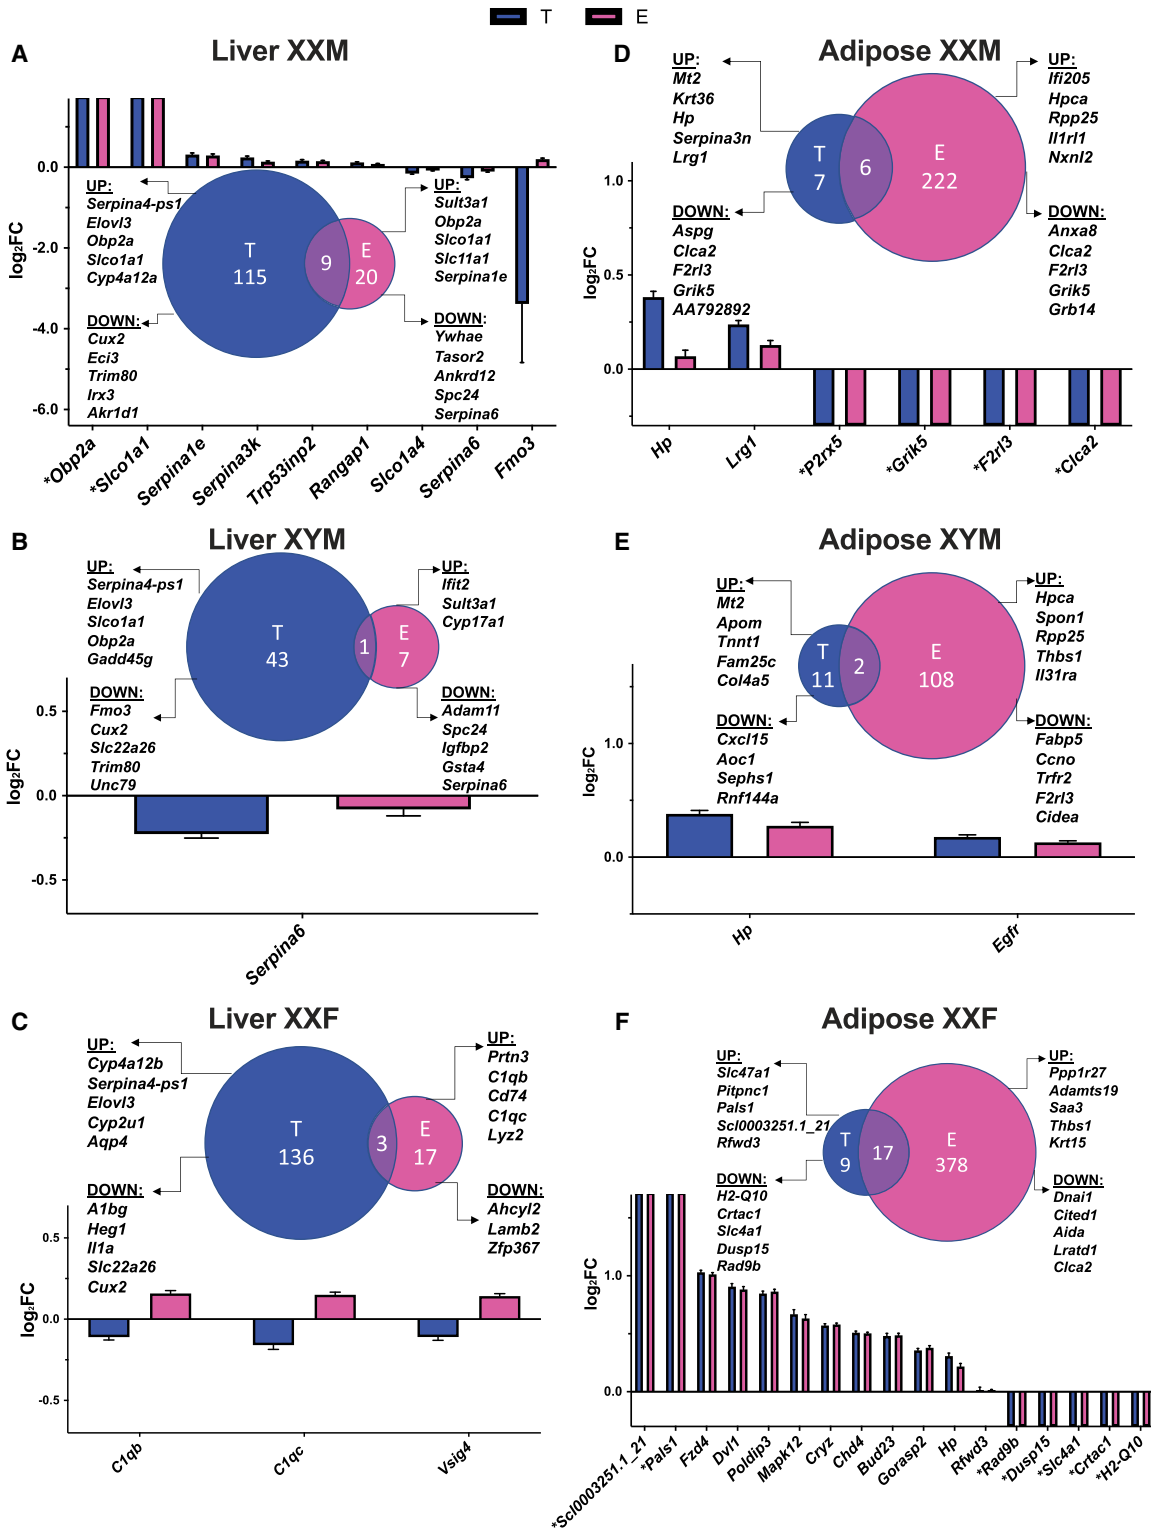 T E
A Liver XXM
log₂FC
0.0
-2.0
-4.0
-6.0
UP:
Serpina4-ps1
Elovl3
Obp2a
Slco1a1
Cyp4a12a
DOWN:
Cux2
Eci3
Trim80
Irx3
Akr1d1
T
115
9
E
20
UP:
Sult3a1
Obp2a
Slco1a1
Slc11a1
Serpina1e
DOWN:
Ywhae
Tasor2
Ankrd12
Spc24
Serpina6
*Obp2a
*Slco1a1
Serpina1e
Serpina3k
Trp53inp2
Rangap1
Slco1a4
Serpina6
Fmo3
B Liver XYM
log₂FC
0.5
0.0
-0.5
UP:
Serpina4-ps1
Elovl3
Slco1a1
Obp2a
Gadd45g
DOWN:
Fmo3
Cux2
Slc22a26
Trim80
Unc79
T
43
1
E
7
UP:
Ifit2
Sult3a1
Cyp17a1
DOWN:
Adam11
Spc24
Igfbp2
Gsta4
Serpina6
Serpina6
C Liver XXF
log₂FC
0.5
0.0
-0.5
UP:
Cyp4a12b
Serpina4-ps1
Elovl3
Cyp2u1
Aqp4
DOWN:
A1bg
Heg1
Il1a
Slc22a26
Cux2
T
136
3
E
17
UP:
Prtn3
C1qb
Cd74
C1qc
Lyz2
DOWN:
Ahcyl2
Lamb2
Zfp367
C1qb
C1qc
Vsig4
D Adipose XXM
log₂FC
1.0
0.5
0.0
UP:
Mt2
Krt36
Hp
Serpina3n
Lrg1
DOWN:
Aspg
Clca2
F2rl3
Grik5
AA792892
T
7
6
E
222
UP:
Ifi205
Hpca
Rpp25
Il1rl1
Nxnl2
DOWN:
Anxa8
Clca2
F2rl3
Grik5
Grb14
Hp
Lrg1
*P2rx5
*Grik5
*F2rl3
*Clca2
E Adipose XYM
log₂FC
1.0
0.0
UP:
Mt2
Apom
Tnnt1
Fam25c
Col4a5
DOWN:
Cxcl15
Aoc1
Sephs1
Rnf144a
T
11
2
E
108
UP:
Hpca
Spon1
Rpp25
Thbs1
Il31ra
DOWN:
Fabp5
Ccno
Trfr2
F2rl3
Cidea
Hp
Egfr
F Adipose XXF
log₂FC
1.0
0.0
UP:
Slc47a1
Pitpnc1
Pals1
Scl0003251.1_21
Rfwd3
DOWN:
H2-Q10
Crtac1
Slc4a1
Dusp15
Rad9b
T
9
17
E
378
UP:
Ppp1r27
Adamts19
Saa3
Thbs1
Krt15
DOWN:
Dnai1
Cited1
Aida
Lratd1
Clca2
*Scl0003251.1_21
*Pals1
Fzd4
Dvl1
Poldip3
Mapk12
Cryz
Chd4
Bud23
Gorasp2
Hp
Rfwd3
*Rad9b
*Dusp15
*Slc4a1
*Crtac1
*H2-Q10